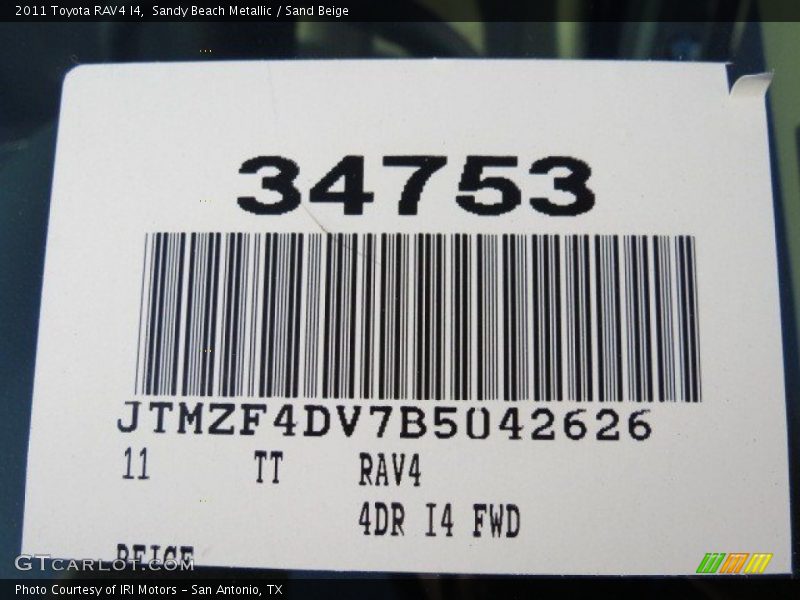 2011 Toyota RAV4 I4,  Sandy Beach Metallic / Sand Beige
34753
JTMZF4DV7B5042626
11 TT RAV4
4DR I4 FWD
BEIGE
GTCARLOT.COM
Photo Courtesy of IRI Motors – San Antonio, TX